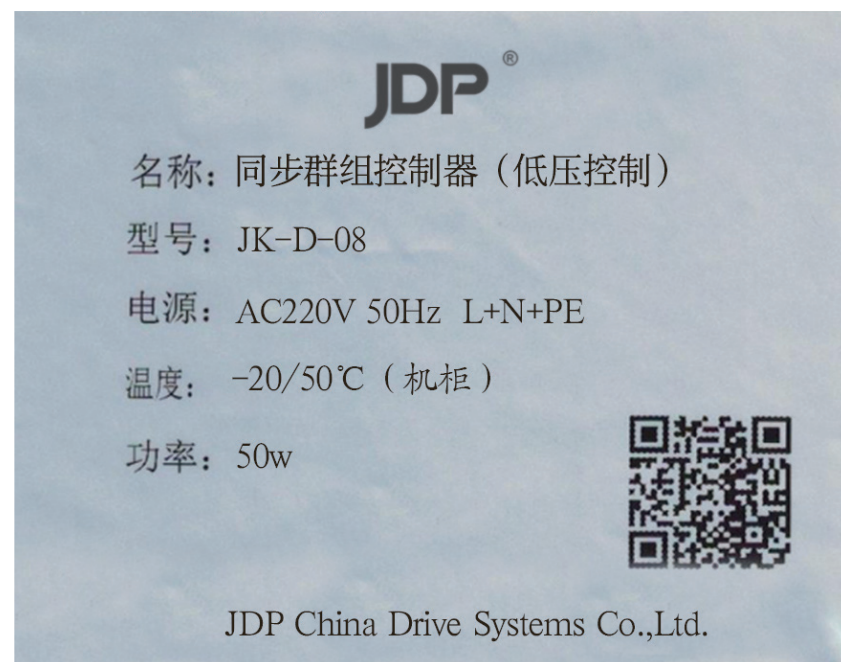 JDP®
名称：同步群组控制器（低压控制）
型号：JK-D-08
电源：AC220V 50Hz L+N+PE
温度：-20/50℃（机柜）
功率：50w
JDP China Drive Systems Co.,Ltd.